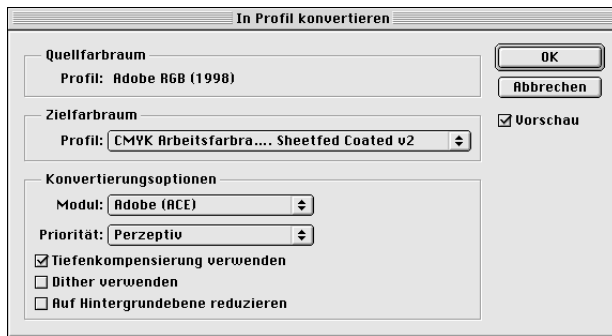 In Profil konvertieren
Quellfarbraum
Profil: Adobe RGB (1998)
Zielfarbraum
Profil: CMYK Arbeitsfarbra.... Sheetfed Coated v2
Konvertierungsoptionen
Modul: Adobe (ACE)
Priorität: Perzeptiv
Tiefenkompensierung verwenden
Dither verwenden
Auf Hintergrundebene reduzieren
OK
Abbrechen
Vorschau